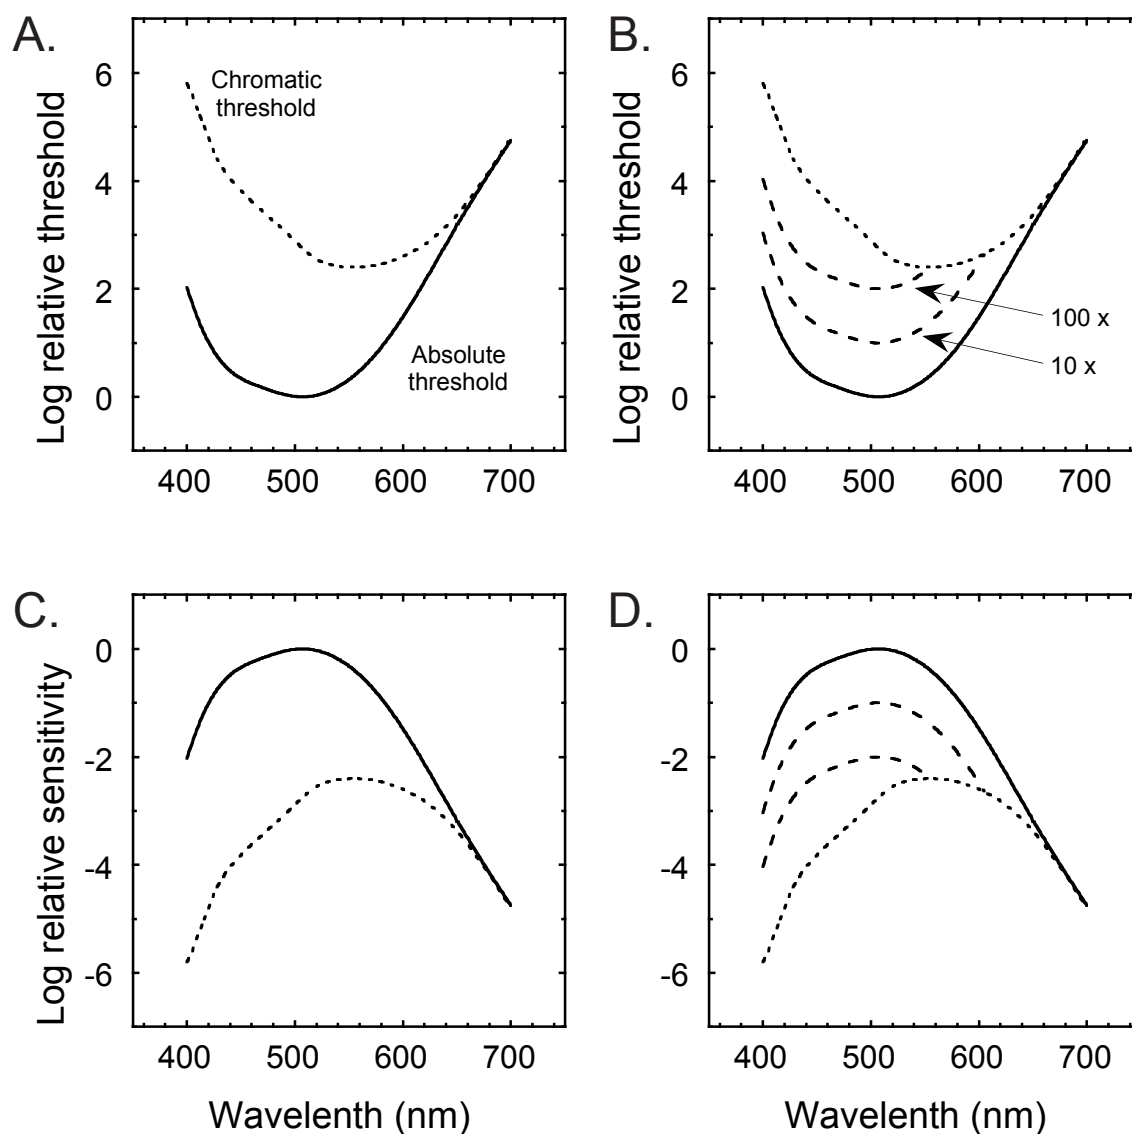 A.
Log relative threshold
6
4
2
0
Chromatic
threshold
Absolute
threshold
400 500 600 700
B.
Log relative threshold
6
4
2
0
100 x
10 x
400 500 600 700
C.
Log relative sensitivity
0
-2
-4
-6
400 500 600 700
Wavelenth (nm)
D.
0
-2
-4
-6
400 500 600 700
Wavelenth (nm)